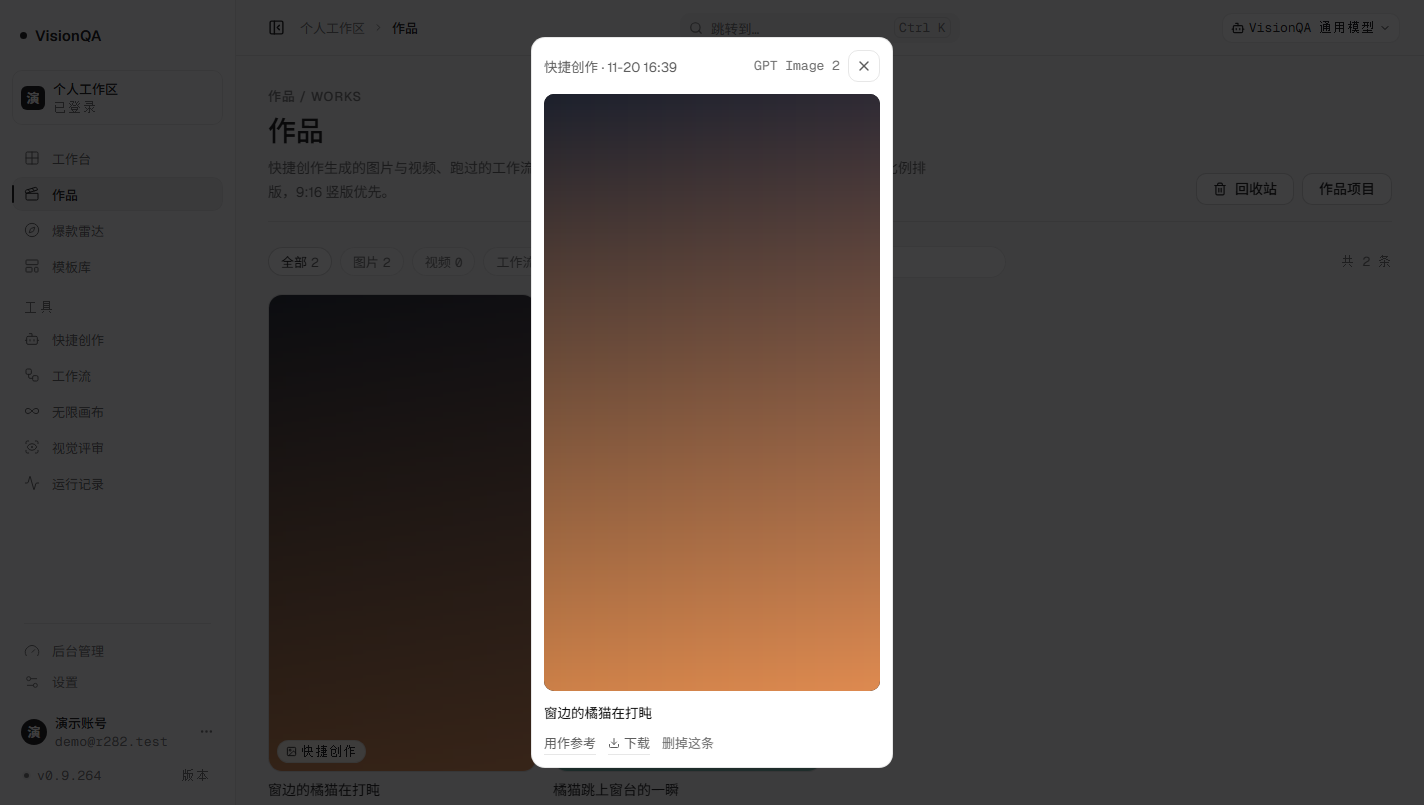 VisionQA
演
个人工作区
已登录
工作台
作品
爆款雷达
模板库
工具
快捷创作
工作流
无限画布
视觉评审
运行记录
后台管理
设置
演
演示账号
demo@r282.test
v0.9.264
版本
个人工作区
作品
跳转到…
Ctrl K
VisionQA 通用模型
作品 / WORKS
作品
快捷创作生成的图片与视频、跑过的工作流
比例排
版，9:16 竖版优先。
回收站
作品项目
全部 2
图片 2
视频 0
工作流
共 2 条
快捷创作
窗边的橘猫在打盹
橘猫跳上窗台的一瞬
快捷创作 · 11-20 16:39
GPT Image 2
窗边的橘猫在打盹
用作参考
下载
删掉这条